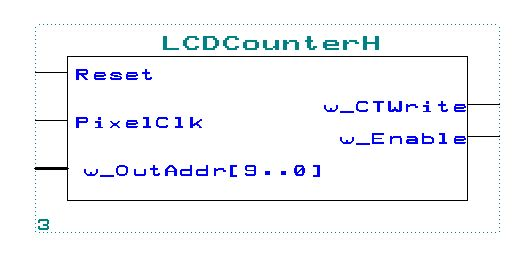 LCDCounterH
Reset
w_CTWrite
PixelClk
w_Enable
w_OutAddr[9..0]
3